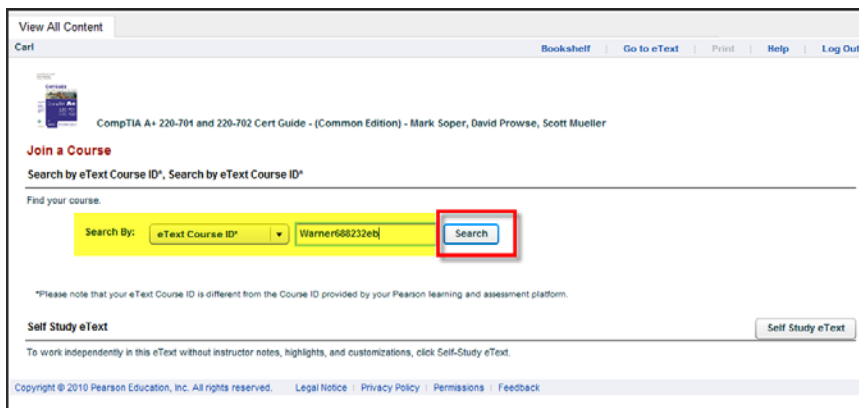 View All Content
Carl
Bookshelf | Go to eText | Print | Help | Log Out
CompTIA A+ 220-701 and 220-702 Cert Guide - (Common Edition) - Mark Soper, David Prowse, Scott Mueller
Join a Course
Search by eText Course ID*, Search by eText Course ID*
Find your course.
Search By: eText Course ID* Warner688232eb Search
*Please note that your eText Course ID is different from the Course ID provided by your Pearson learning and assessment platform.
Self Study eText
Self Study eText
To work independently in this eText without instructor notes, highlights, and customizations, click Self-Study eText.
Copyright © 2010 Pearson Education, Inc. All rights reserved. Legal Notice | Privacy Policy | Permissions | Feedback